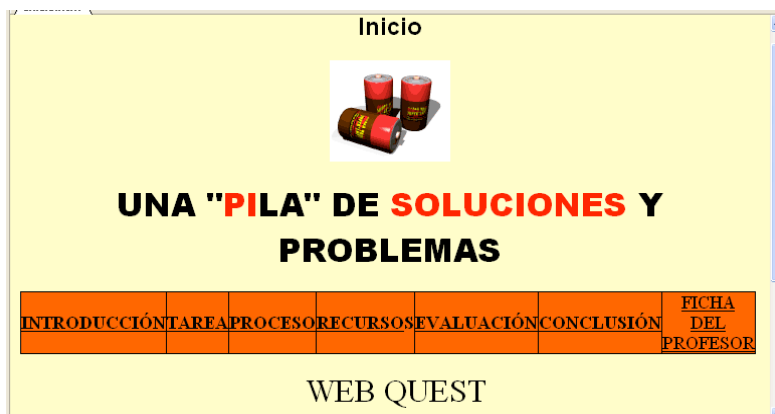 Inicio
UNA "PILA" DE SOLUCIONES Y
PROBLEMAS
INTRODUCCIÓN TAREA PROCESO RECURSOS EVALUACIÓN CONCLUSIÓN FICHA DEL PROFESOR
WEB QUEST